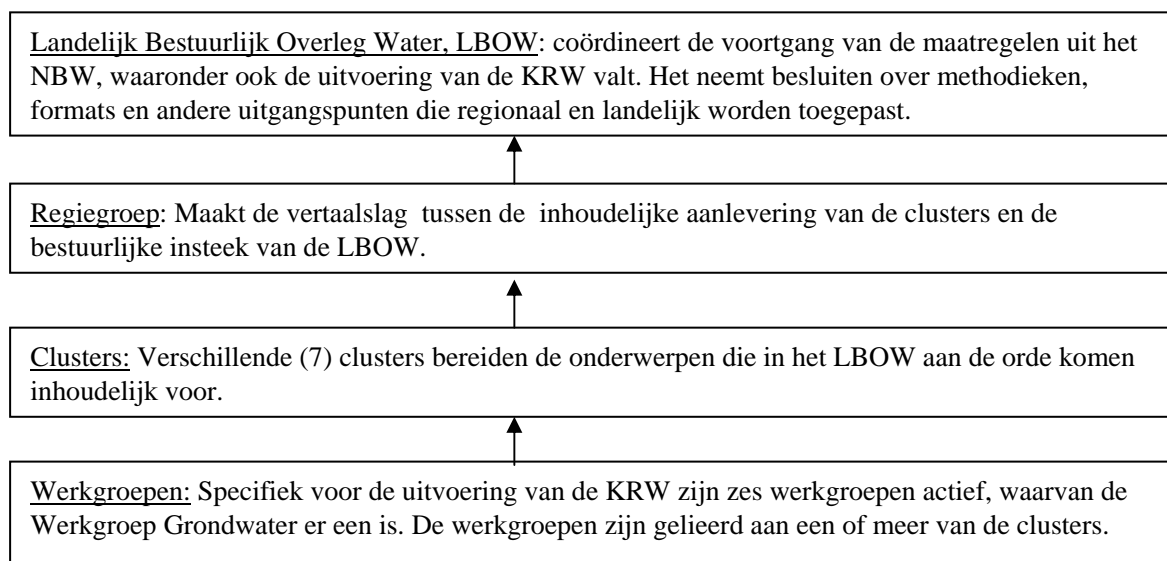 Landelijk Bestuurlijk Overleg Water, LBOW: coördineert de voortgang van de maatregelen uit het
NBW, waaronder ook de uitvoering van de KRW valt. Het neemt besluiten over methodieken,
formats en andere uitgangspunten die regionaal en landelijk worden toegepast.
Regiegroep: Maakt de vertaalslag tussen de inhoudelijke aanlevering van de clusters en de
bestuurlijke insteek van de LBOW.
Clusters: Verschillende (7) clusters bereiden de onderwerpen die in het LBOW aan de orde komen
inhoudelijk voor.
Werkgroepen: Specifiek voor de uitvoering van de KRW zijn zes werkgroepen actief, waarvan de
Werkgroep Grondwater er een is. De werkgroepen zijn gelieerd aan een of meer van de clusters.